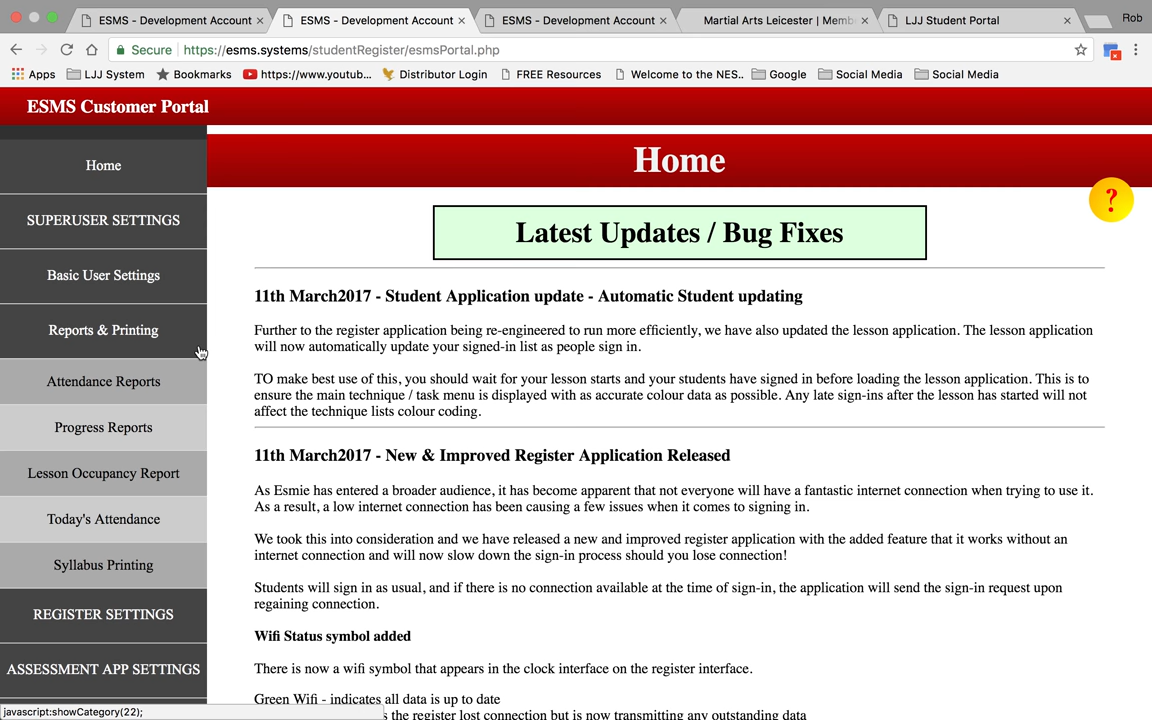 ESMS - Development Account
ESMS - Development Account
ESMS - Development Account
Martial Arts Leicester | Memb
LJJ Student Portal
Rob
Secure
https://esms.systems/studentRegister/esmsPortal.php
Apps
LJJ System
Bookmarks
https://www.youtub...
Distributor Login
FREE Resources
Welcome to the NES..
Google
Social Media
Social Media
ESMS Customer Portal
Home
SUPERUSER SETTINGS
Basic User Settings
Reports & Printing
Attendance Reports
Progress Reports
Lesson Occupancy Report
Today's Attendance
Syllabus Printing
REGISTER SETTINGS
ASSESSMENT APP SETTINGS
javascript:showCategory(22);
Home
?
Latest Updates / Bug Fixes
11th March2017 - Student Application update - Automatic Student updating
Further to the register application being re-engineered to run more efficiently, we have also updated the lesson application. The lesson application
will now automatically update your signed-in list as people sign in.
TO make best use of this, you should wait for your lesson starts and your students have signed in before loading the lesson application. This is to
ensure the main technique / task menu is displayed with as accurate colour data as possible. Any late sign-ins after the lesson has started will not
affect the technique lists colour coding.
11th March2017 - New & Improved Register Application Released
As Esmie has entered a broader audience, it has become apparent that not everyone will have a fantastic internet connection when trying to use it.
As a result, a low internet connection has been causing a few issues when it comes to signing in.
We took this into consideration and we have released a new and improved register application with the added feature that it works without an
internet connection and will now slow down the sign-in process should you lose connection!
Students will sign in as usual, and if there is no connection available at the time of sign-in, the application will send the sign-in request upon
regaining connection.
Wifi Status symbol added
There is now a wifi symbol that appears in the clock interface on the register interface.
Green Wifi - indicates all data is up to date
s the register lost connection but is now transmitting any outstanding data